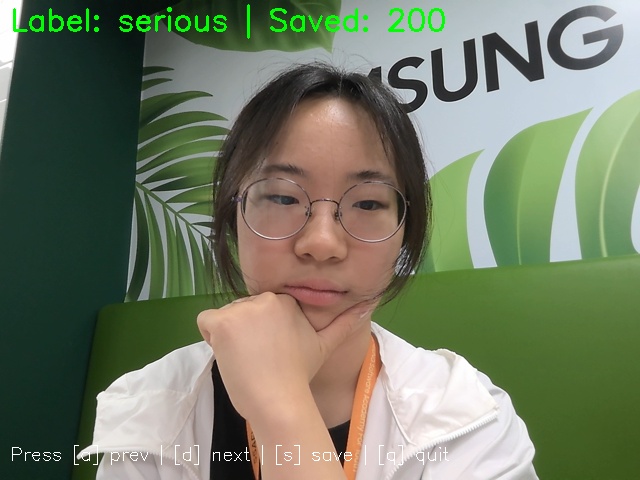 Label: serious | Saved: 200
MSUNG
Press [a] prev | [d] next | [s] save | [q] quit